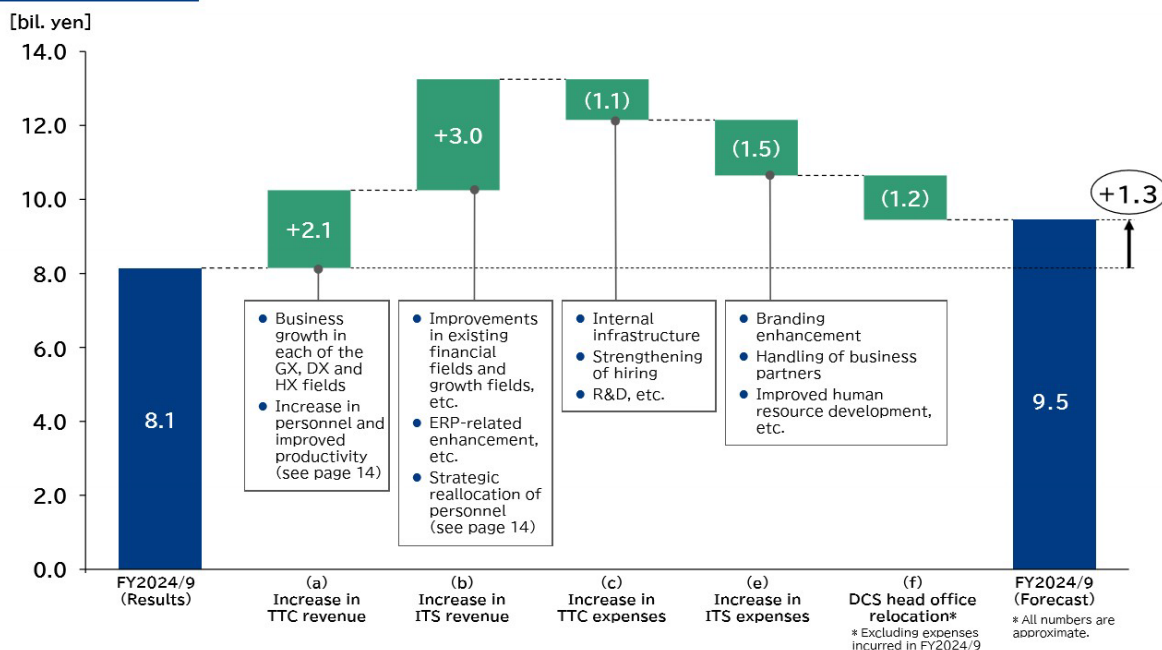 [bil. yen]
14.0
12.0
10.0
8.0
6.0
4.0
2.0
0.0
8.1
+2.1
+3.0
(1.1)
(1.5)
(1.2)
+1.3
9.5
● Business
growth in
each of the
GX, DX and
HX fields
● Increase in
personnel and
improved
productivity
(see page 14)
● Improvements
in existing
financial
fields and
growth fields,
etc.
● ERP-related
enhancement,
etc.
● Strategic
reallocation of
personnel
(see page 14)
● Internal
infrastructure
● Strengthening
of hiring
● R&D, etc.
● Branding
enhancement
● Handling of business
partners
● Improved human
resource development,
etc.
FY2024/9
(Results)
(a)
Increase in
TTC revenue
(b)
Increase in
ITS revenue
(c)
Increase in
TTC expenses
(e)
Increase in
ITS expenses
(f)
DCS head office
relocation*
* Excluding expenses
incurred in FY2024/9
FY2024/9
(Forecast)
* All numbers are
approximate.